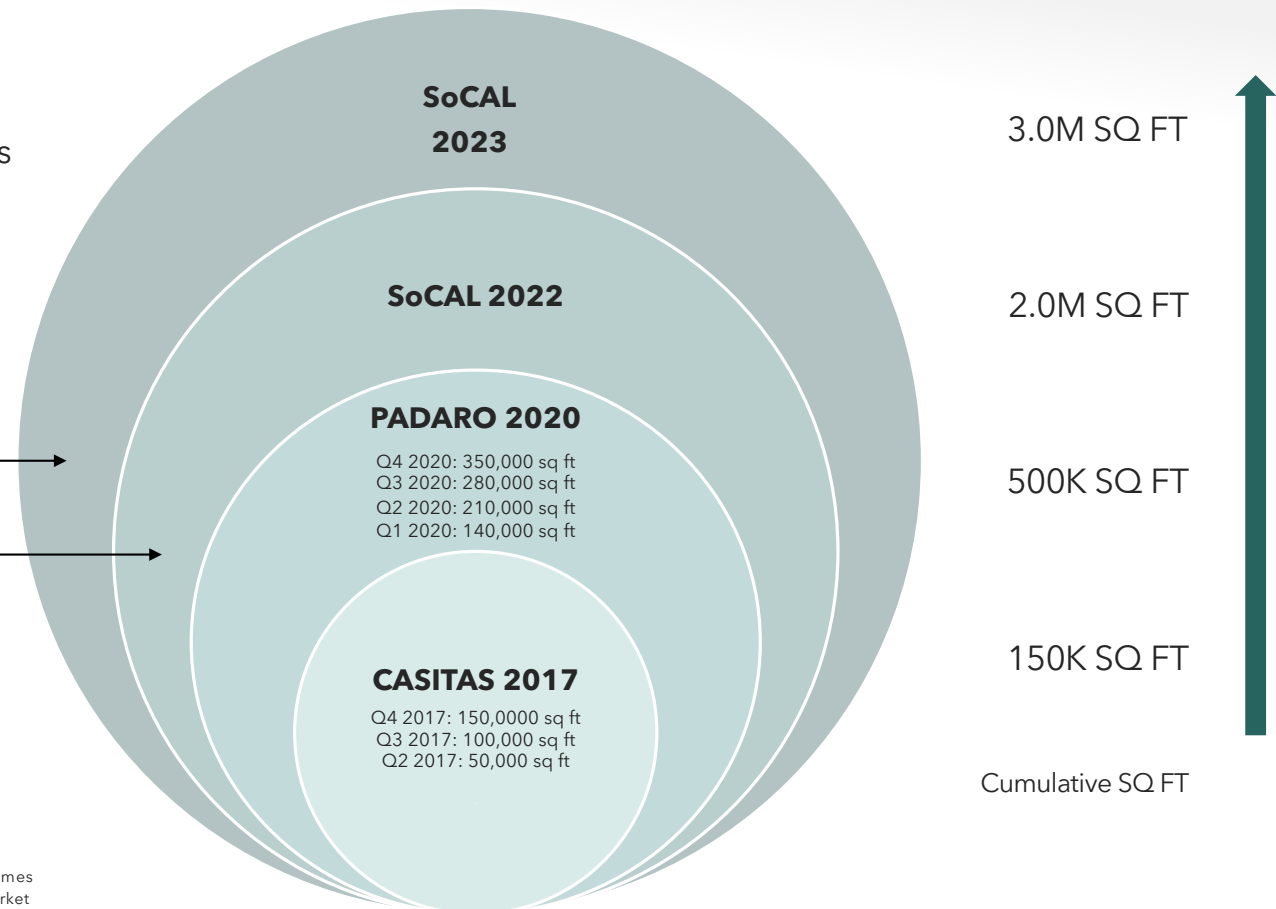 SoCAL
2023
3.0M SQ FT
s
SoCAL 2022
2.0M SQ FT
PADARO 2020
Q4 2020: 350,000 sq ft
Q3 2020: 280,000 sq ft
Q2 2020: 210,000 sq ft
Q1 2020: 140,000 sq ft
500K SQ FT
CASITAS 2017
Q4 2017: 150,0000 sq ft
Q3 2017: 100,000 sq ft
Q2 2017: 50,000 sq ft
150K SQ FT
Cumulative SQ FT
mes
rket